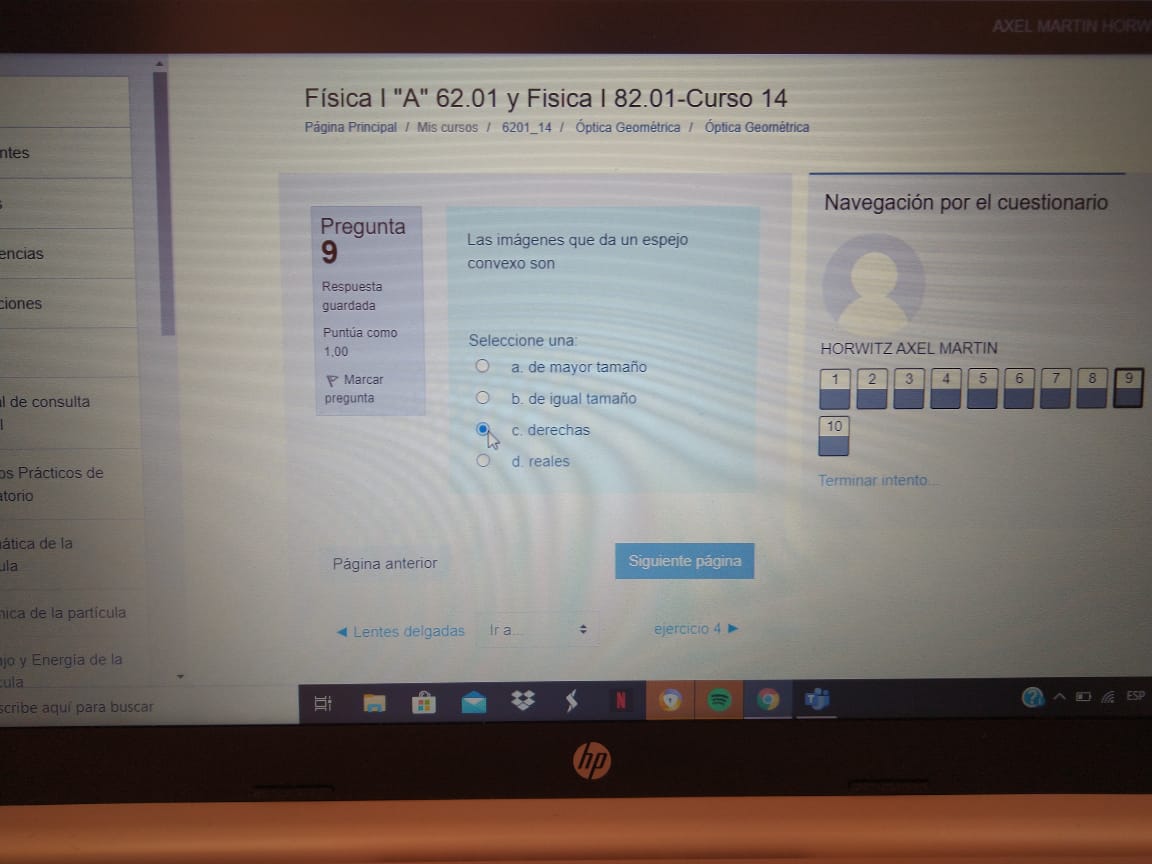 AXEL MARTIN HORW
Física I "A" 62.01 y Fisica I 82.01-Curso 14
Página Principal / Mis cursos / 6201_14 / Óptica Geométrica / Óptica Geométrica
ntes
s
encias
ciones
l de consulta
l
os Prácticos de
atorio
ática de la
ula
nica de la partícula
jo y Energía de la
cula
scribe aquí para buscar
Pregunta
9
Respuesta
guardada
Puntúa como
1,00
Marcar
pregunta
Las imágenes que da un espejo
convexo son
Seleccione una:
a. de mayor tamaño
b. de igual tamaño
c. derechas
d. reales
Página anterior
Siguiente página
◄ Lentes delgadas
Ir a...
ejercicio 4 ►
Navegación por el cuestionario
HORWITZ AXEL MARTIN
1 2 3 4 5 6 7 8 9
10
Terminar intento...
N
ESP
hp